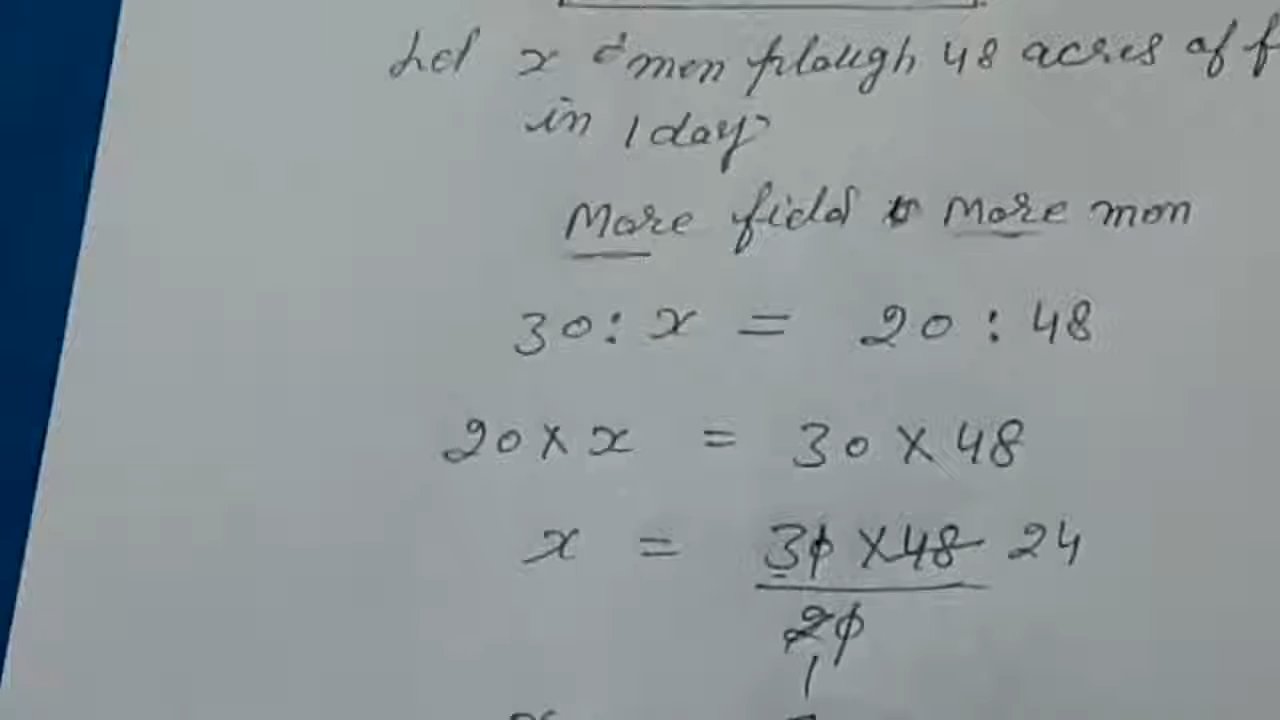 Let x men plough 48 acres of f
in 1 day
More field More men
30 : x = 20 : 48
20 × x = 30 × 48
x = 30 × 48 24
20
1